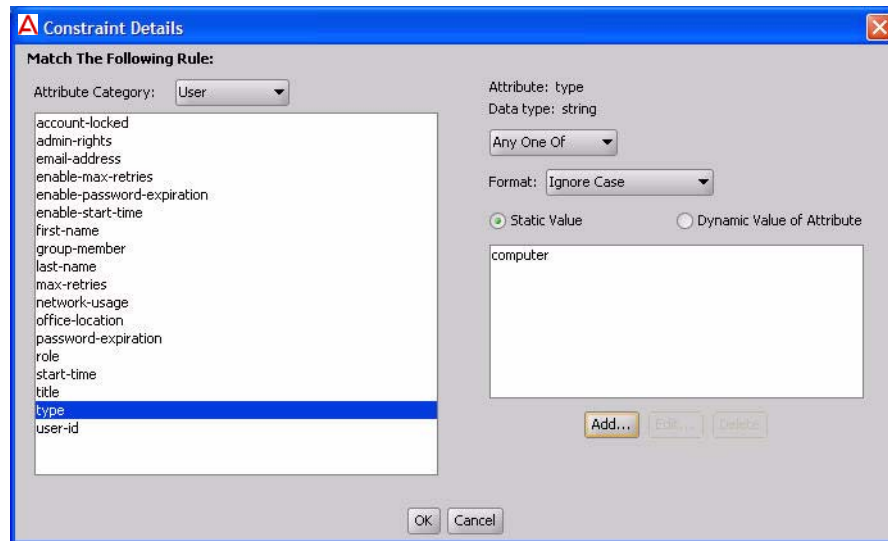 Constraint Details
Match The Following Rule:
Attribute Category: User
account-locked
admin-rights
email-address
enable-max-retries
enable-password-expiration
enable-start-time
first-name
group-member
last-name
max-retries
network-usage
office-location
password-expiration
role
start-time
title
type
user-id
Attribute: type
Data type: string
Any One Of
Format: Ignore Case
Static Value Dynamic Value of Attribute
computer
Add... Edit... Delete
OK Cancel